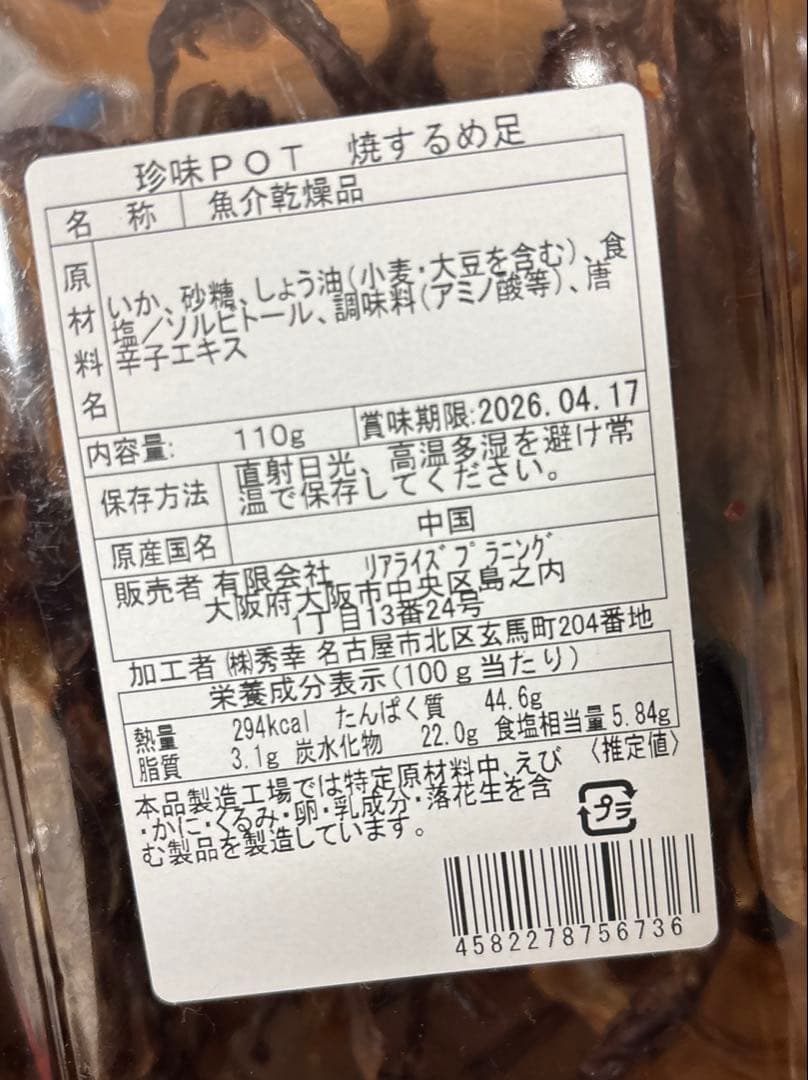 珍味POT 焼するめ足
名称 魚介乾燥品
原材料名 いか、砂糖、しょう油(小麦・大豆を含む)、食
塩/ソルビトール、調味料(アミノ酸等)、唐
辛子エキス
内容量: 110g 賞味期限:2026.04.17
保存方法 直射日光、高温多湿を避け常
温で保存してください。
原産国名 中国
販売者 有限会社 リアライズプラニング
大阪府大阪市中央区島之内
1丁目13番24号
加工者 ㈱秀幸 名古屋市北区玄馬町204番地
栄養成分表示(100g当たり)
熱量 294kcal たんぱく質 44.6g
脂質 3.1g 炭水化物 22.0g 食塩相当量5.84g
〈推定値〉
本品製造工場では特定原材料中、えび
・かに・くるみ・卵・乳成分・落花生を含
む製品を製造しています。
プラ
4582278756736